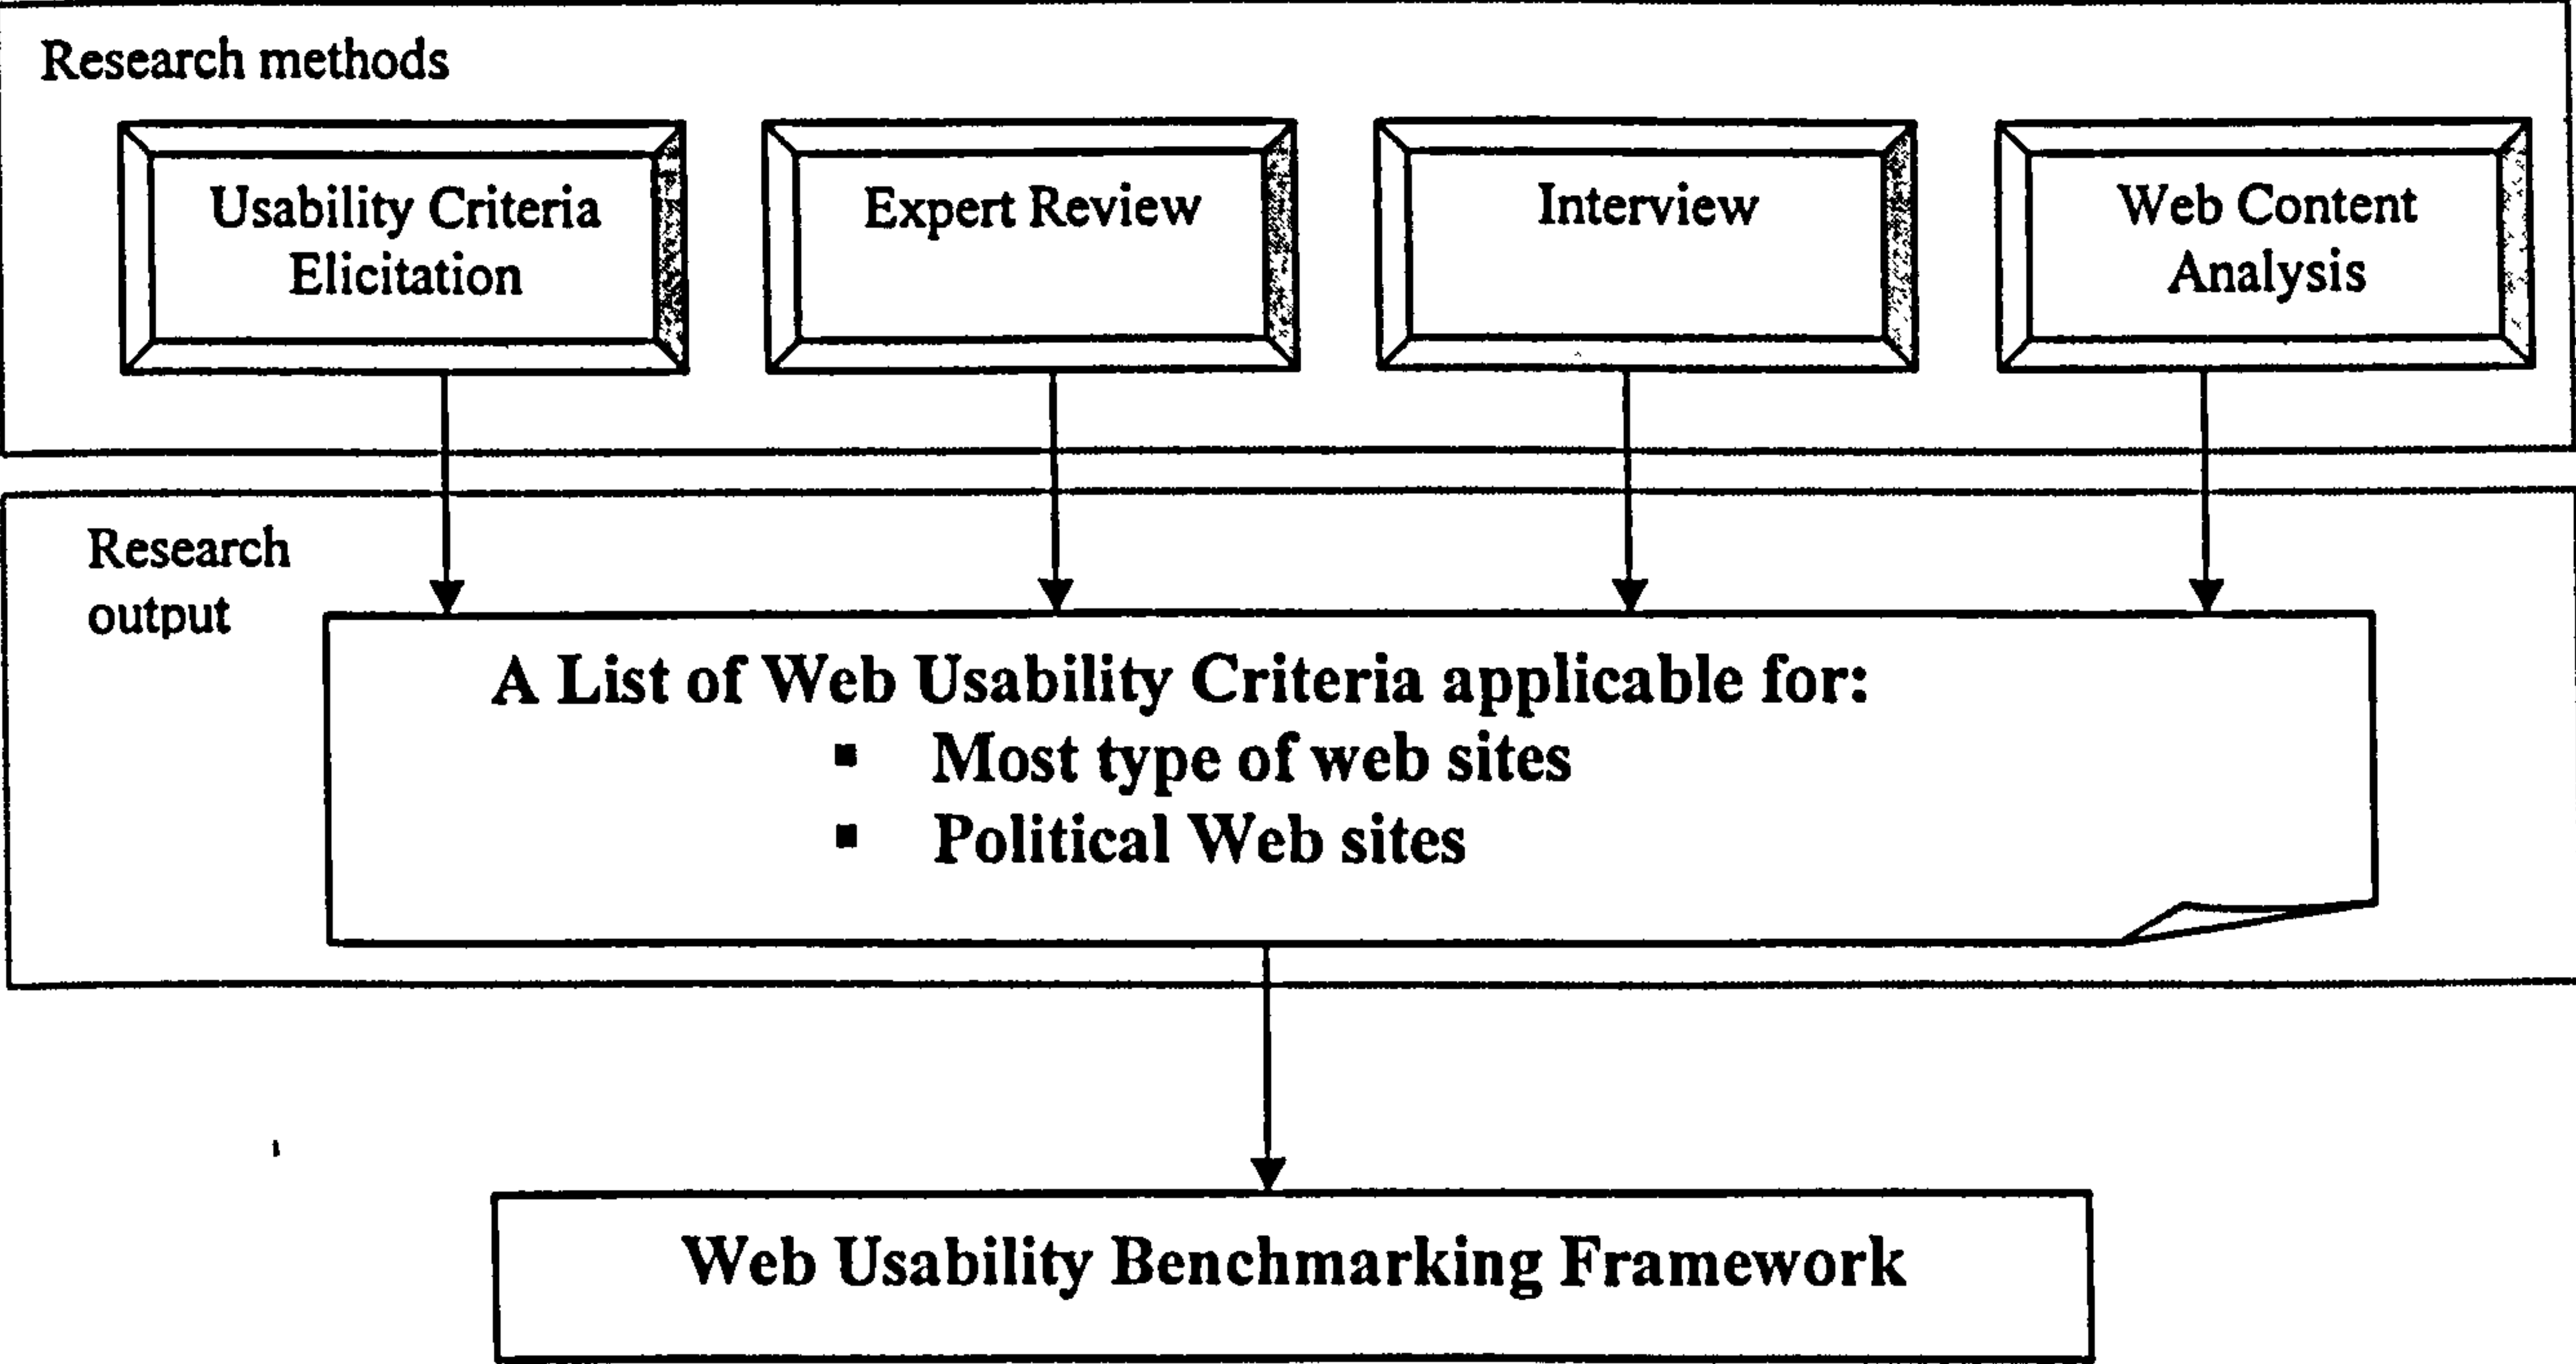 Research methods
Usability Criteria
Elicitation
Expert Review
Interview
Web Content
Analysis
Research
output
A List of Web Usability Criteria applicable for:
▪ Most type of web sites
▪ Political Web sites
Web Usability Benchmarking Framework